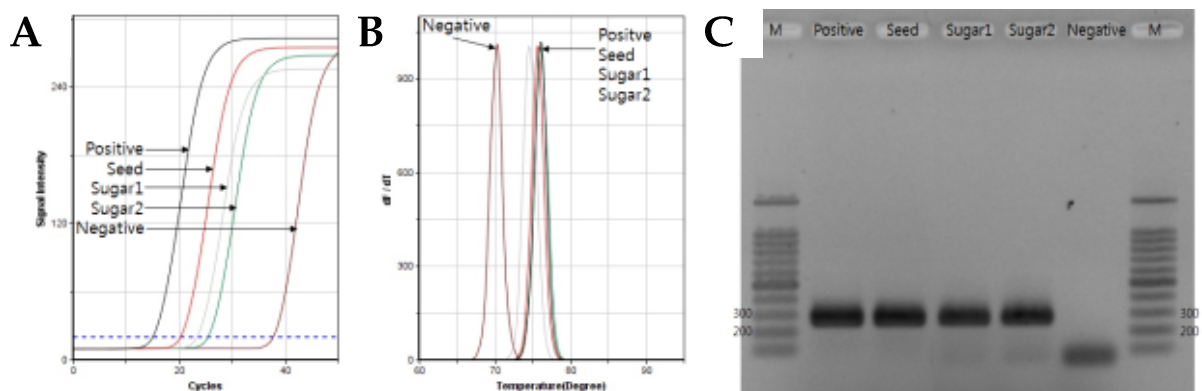 A
Signal Intensity
240
120
0
Positive
Seed
Sugar1
Sugar2
Negative
0
20
40
Cycles
B
dF / dT
900
600
300
0
Negative
Positve
Seed
Sugar1
Sugar2
60
70
80
90
Temperature(Degree)
C
M Positive Seed Sugar1 Sugar2 Negative M
300 300
200 200